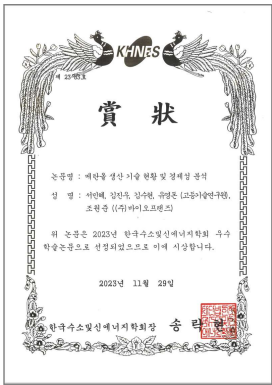 KHNES
제 23-83호
賞狀
논문명 : 메탄올 생산 기술 현황 및 경제성 분석
성 명 : 서민혜, 김진우, 임수현, 유영돈 (고등기술연구원),
조원준 ((주)바이오프랜즈)
위 논문은 2023년 한국수소및신에너지학회 우수
학술논문으로 선정되었으므로 이에 시상합니다.
2023년 11월 29일
한국수소및신에너지학회장 송락현